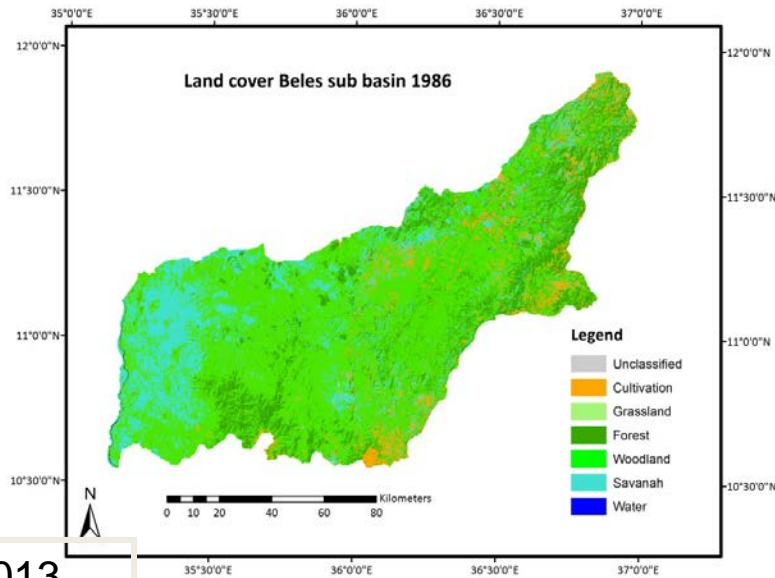 35°0'0"E 35°30'0"E 36°0'0"E 36°30'0"E 37°0'0"E
12°0'0"N 12°0'0"N
Land cover Beles sub basin 1986
11°30'0"N 11°30'0"N
11°0'0"N 11°0'0"N
Legend
Unclassified
Cultivation
Grassland
Forest
Woodland
Savanah
Water
10°30'0"N 10°30'0"N
N
Kilometers
0 5 10 20 40 60 80
35°30'0"E 36°0'0"E 36°30'0"E 37°0'0"E